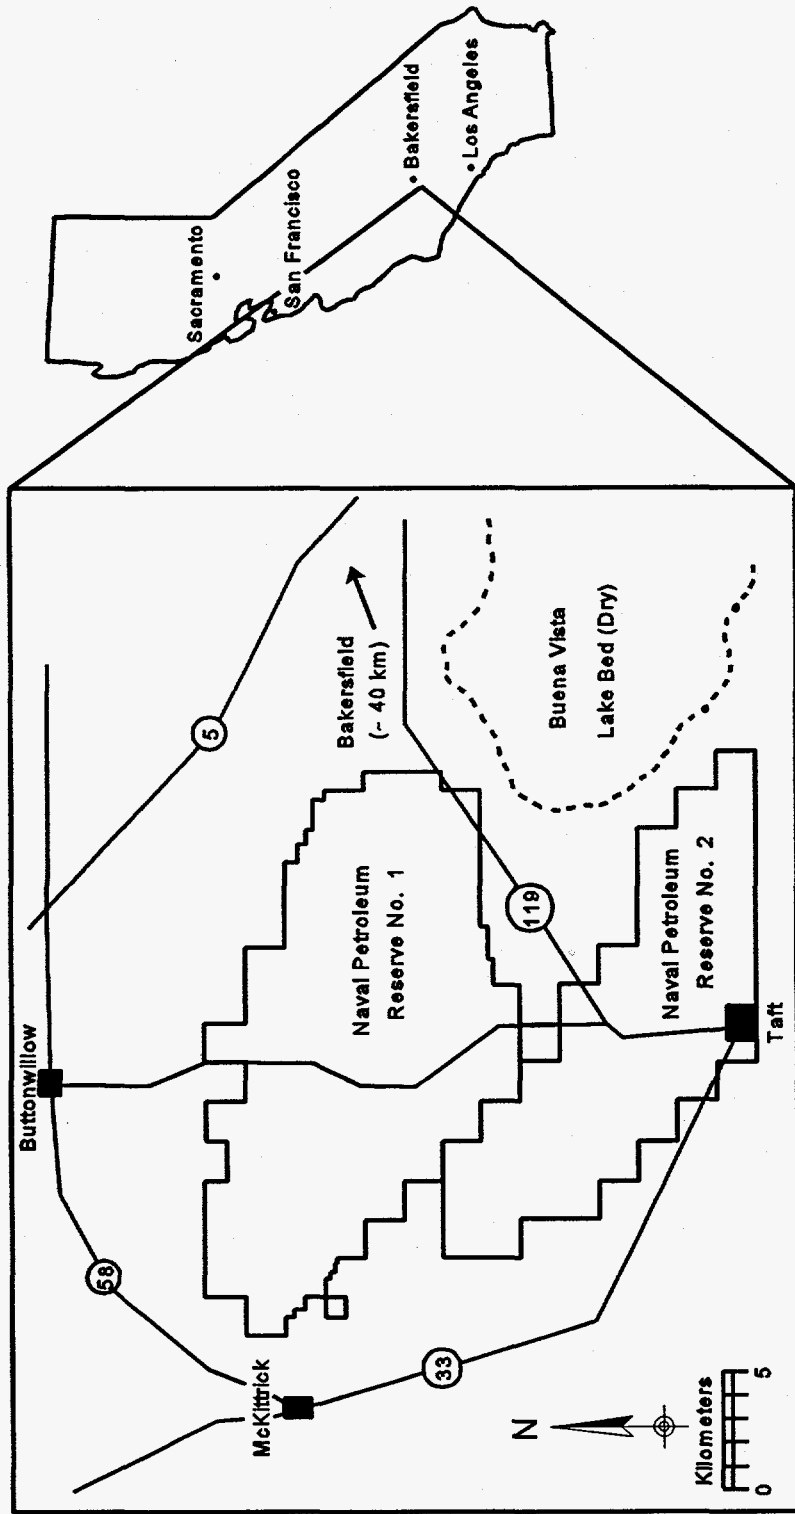 Sacramento
San Francisco
Bakersfield
Los Angeles
Buttonwillow
58
5
McKittrick
Bakersfield
(~ 40 km)
Naval Petroleum
Reserve No. 1
33
119
Buena Vista
Lake Bed (Dry)
Naval Petroleum
Reserve No. 2
Taft
N
Kilometers
0 5